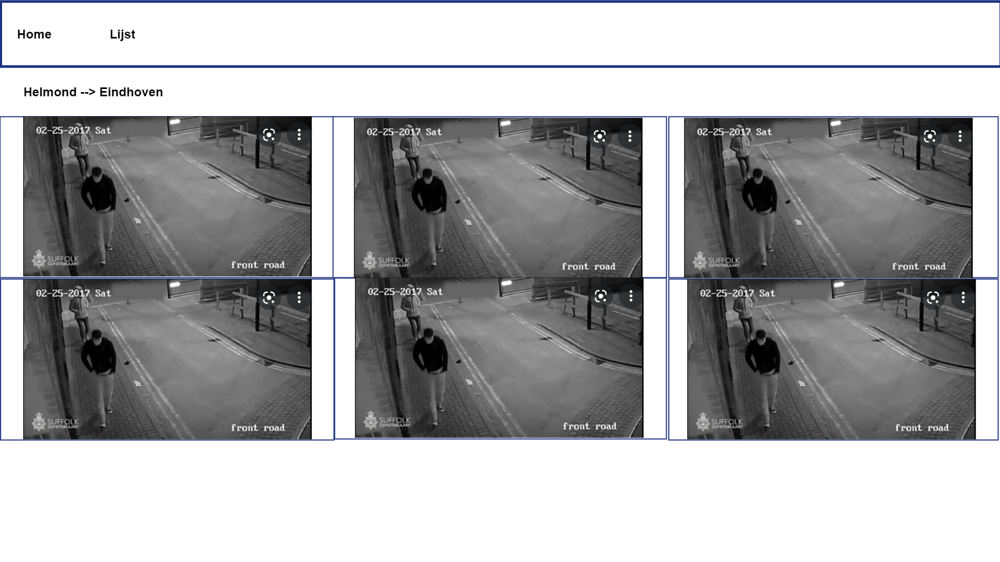 Home
Lijst
Helmond --> Eindhoven
02-25-2017 Sat
SUFFOLK
CONSTABULARY
front road
02-25-2017 Sat
SUFFOLK
CONSTABULARY
front road
02-25-2017 Sat
SUFFOLK
CONSTABULARY
front road
02-25-2017 Sat
SUFFOLK
CONSTABULARY
front road
02-25-2017 Sat
SUFFOLK
CONSTABULARY
front road
02-25-2017 Sat
SUFFOLK
CONSTABULARY
front road